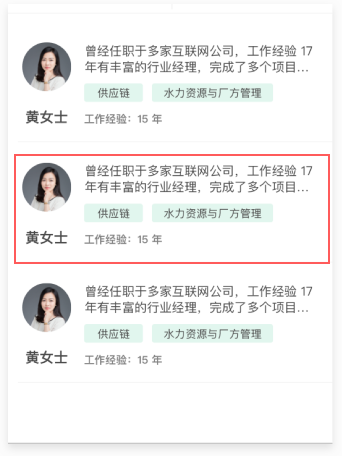 曾经任职于多家互联网公司，工作经验 17
年有丰富的行业经理，完成了多个项目...
供应链 水力资源与厂方管理
黄女士 工作经验：15 年
曾经任职于多家互联网公司，工作经验 17
年有丰富的行业经理，完成了多个项目...
供应链 水力资源与厂方管理
黄女士 工作经验：15 年
曾经任职于多家互联网公司，工作经验 17
年有丰富的行业经理，完成了多个项目...
供应链 水力资源与厂方管理
黄女士 工作经验：15 年